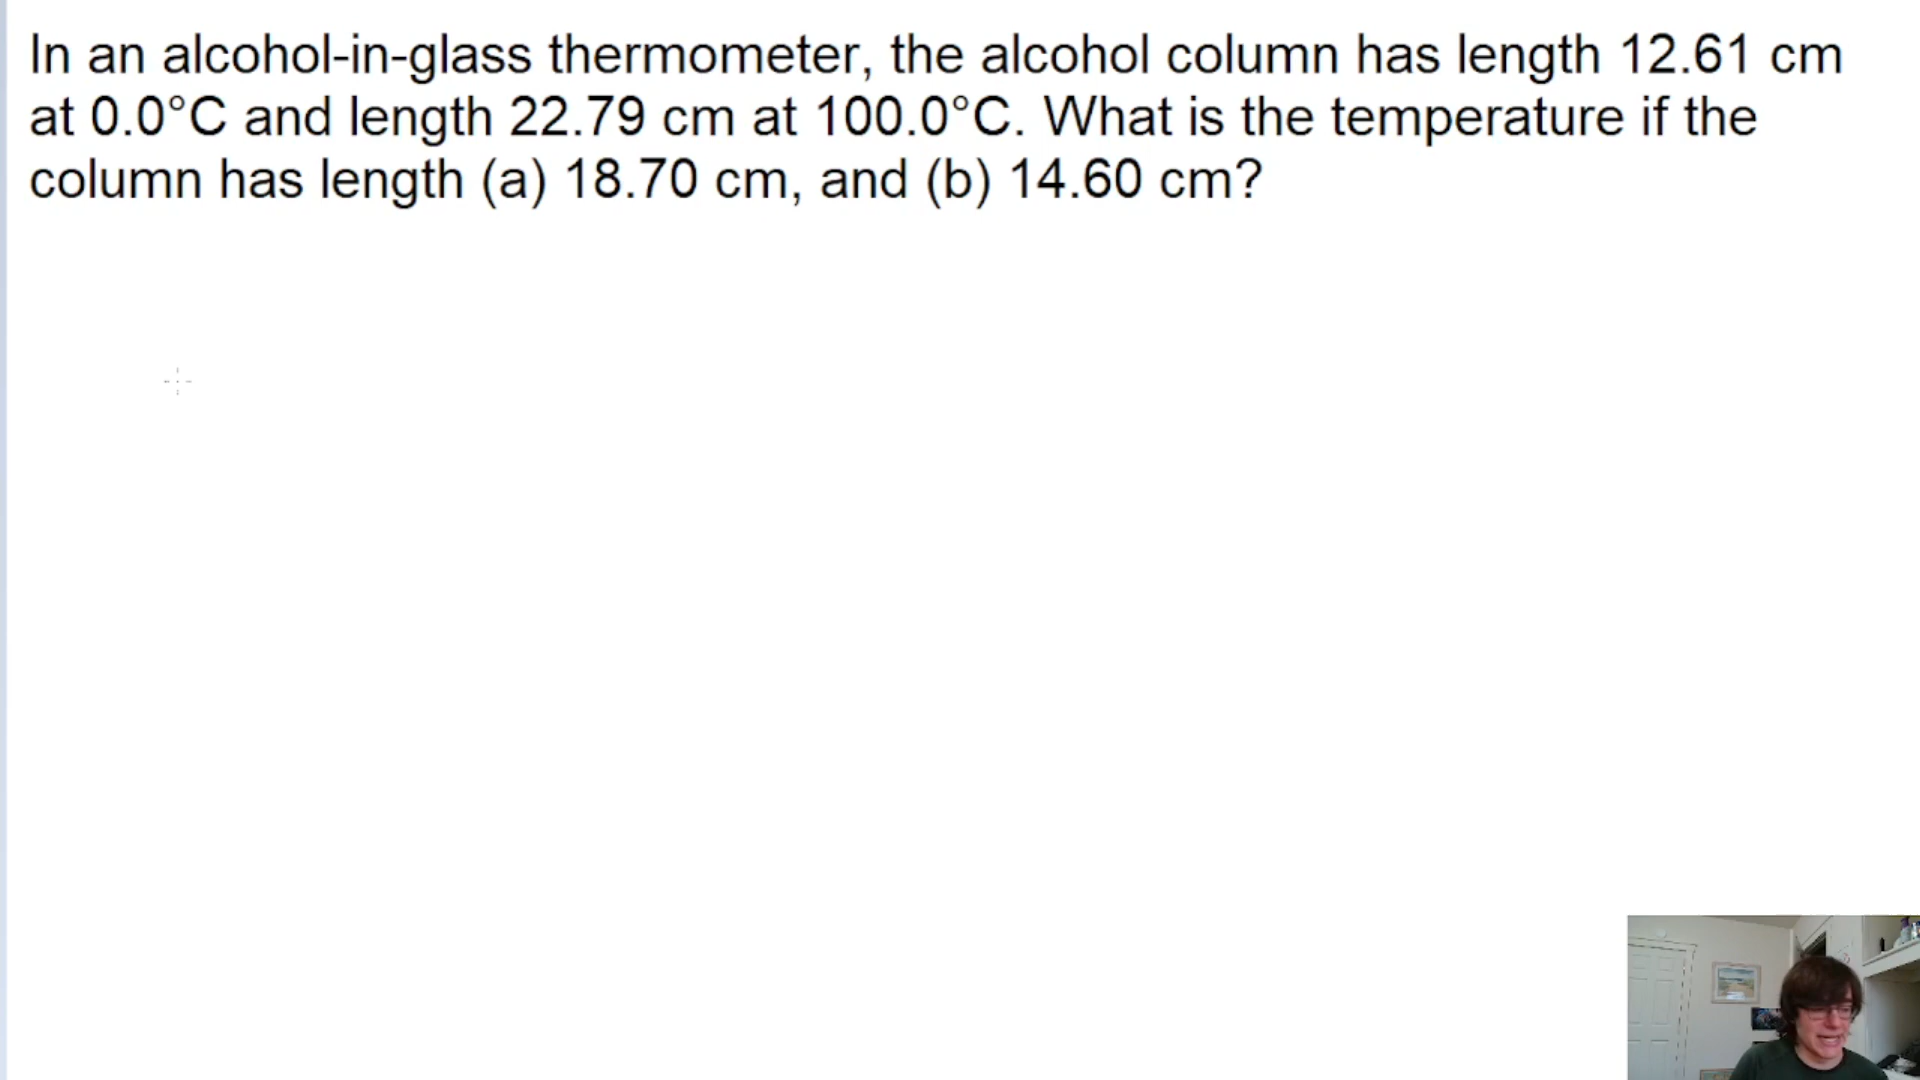 In an alcohol-in-glass thermometer, the alcohol column has length 12.61 cm
at 0.0°C and length 22.79 cm at 100.0°C. What is the temperature if the
column has length (a) 18.70 cm, and (b) 14.60 cm?